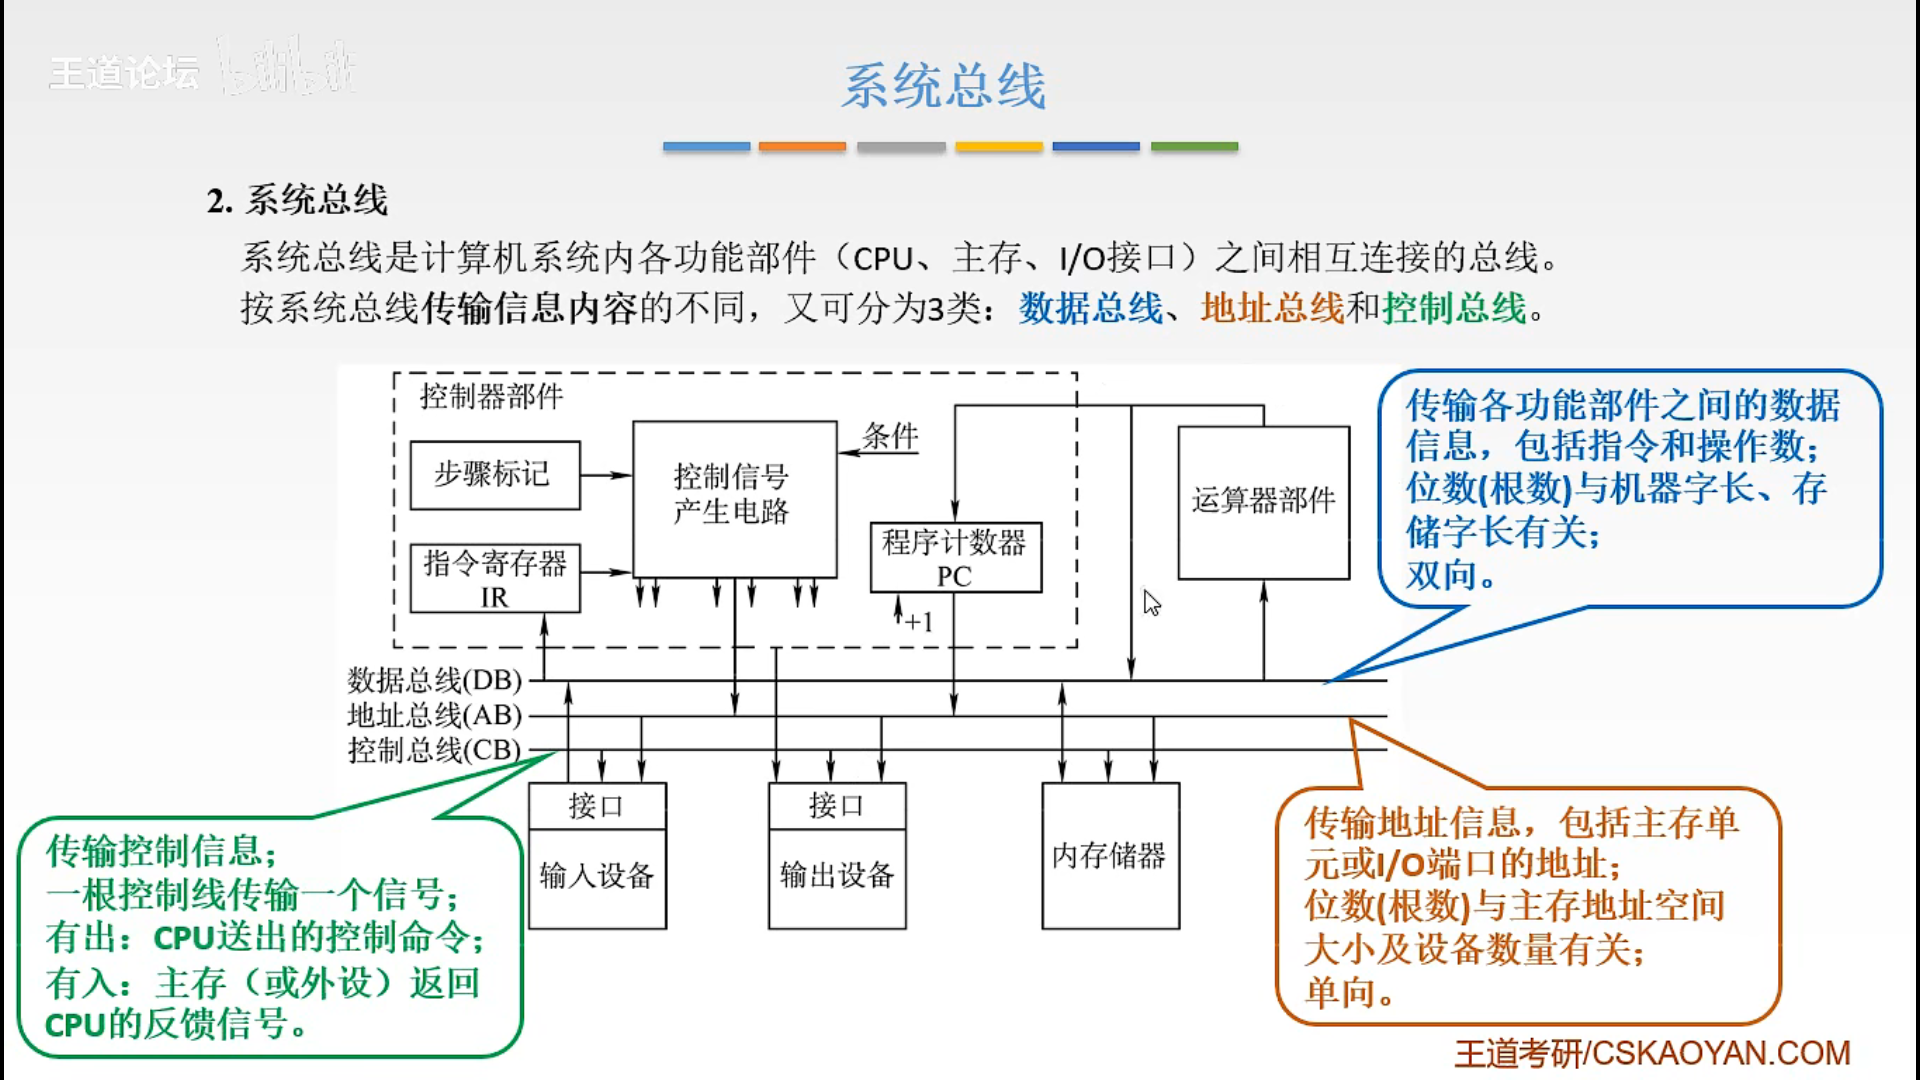 王道论坛 bilibili
系统总线
2. 系统总线
系统总线是计算机系统内各功能部件（CPU、主存、I/O接口）之间相互连接的总线。
按系统总线传输信息内容的不同，又可分为3类：数据总线、地址总线和控制总线。
控制器部件
步骤标记
控制信号
产生电路
条件
指令寄存器
IR
程序计数器
PC
+1
运算器部件
传输各功能部件之间的数据
信息，包括指令和操作数；
位数(根数)与机器字长、存
储字长有关；
双向。
数据总线(DB)
地址总线(AB)
控制总线(CB)
接口
输入设备
接口
输出设备
内存储器
传输控制信息；
一根控制线传输一个信号；
有出：CPU送出的控制命令；
有入：主存（或外设）返回
CPU的反馈信号。
传输地址信息，包括主存单
元或I/O端口的地址；
位数(根数)与主存地址空间
大小及设备数量有关；
单向。
王道考研/CSKAOYAN.COM